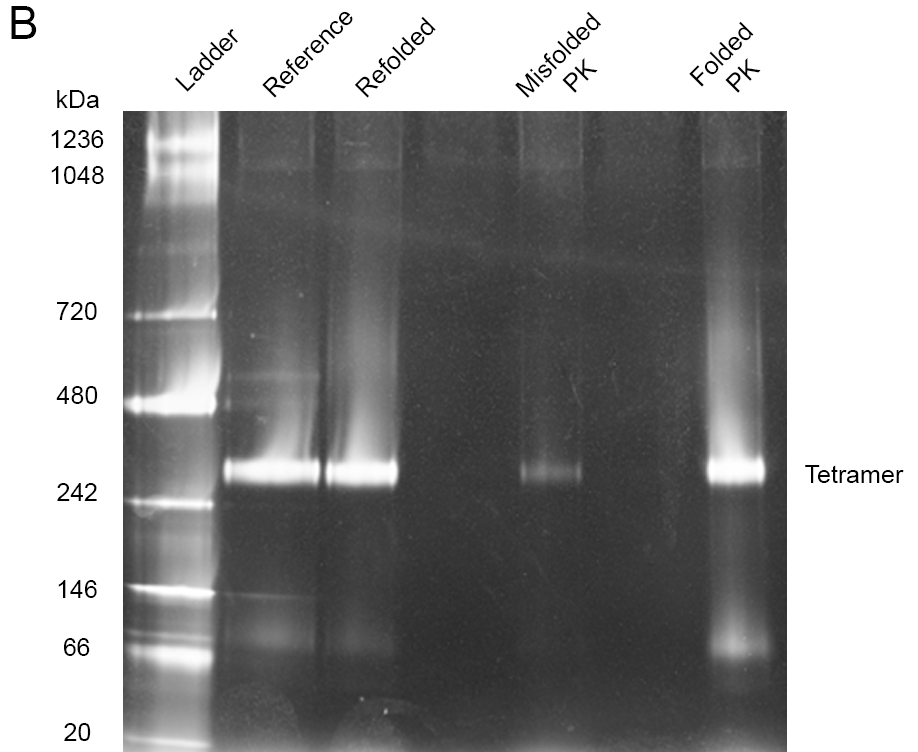 B
Ladder
Reference
Refolded
Misfolded
PK
Folded
PK
kDa
1236
1048
720
480
242
146
66
20
Tetramer